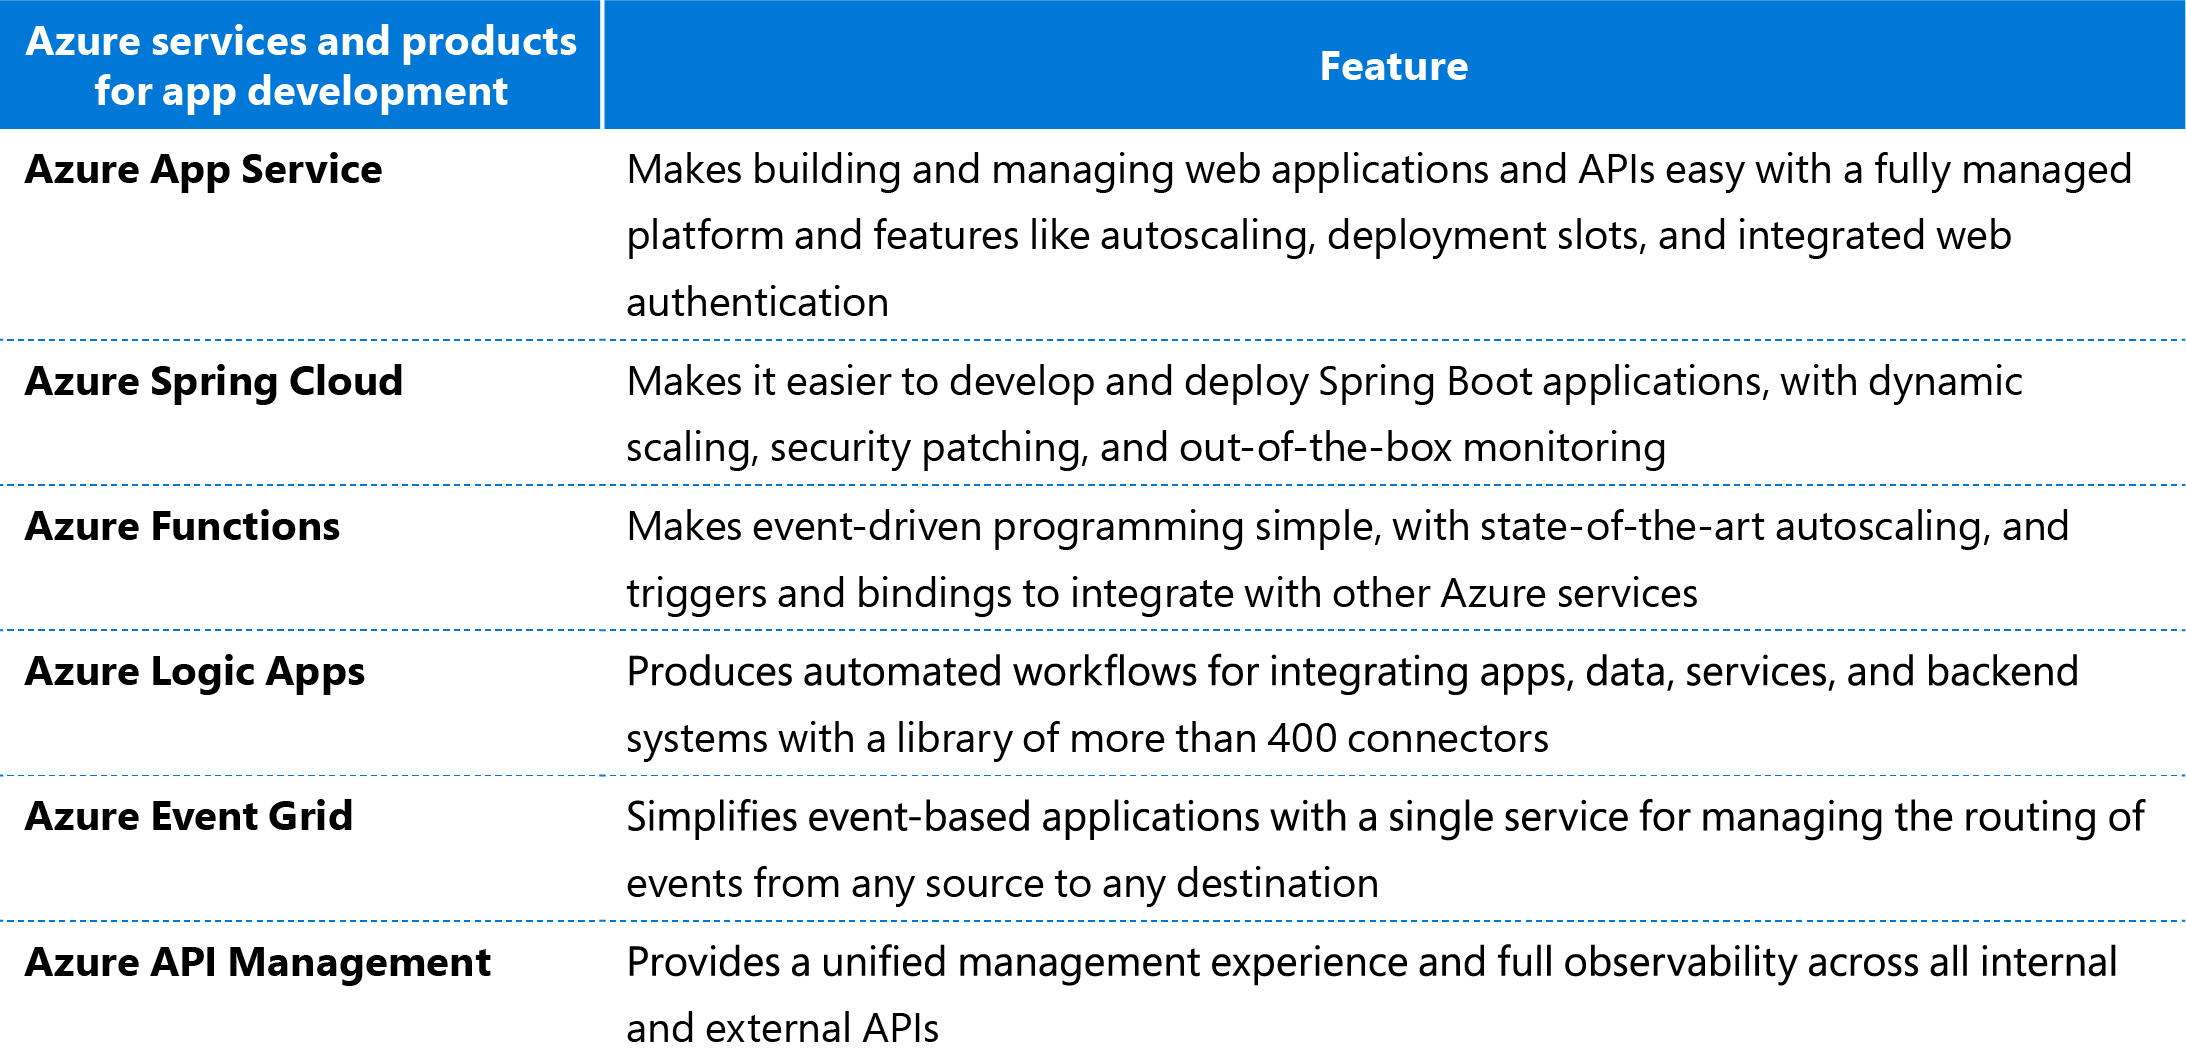 Azure services and products
for app development
Feature
Azure App Service
Makes building and managing web applications and APIs easy with a fully managed
platform and features like autoscaling, deployment slots, and integrated web
authentication
Azure Spring Cloud
Makes it easier to develop and deploy Spring Boot applications, with dynamic
scaling, security patching, and out-of-the-box monitoring
Azure Functions
Makes event-driven programming simple, with state-of-the-art autoscaling, and
triggers and bindings to integrate with other Azure services
Azure Logic Apps
Produces automated workflows for integrating apps, data, services, and backend
systems with a library of more than 400 connectors
Azure Event Grid
Simplifies event-based applications with a single service for managing the routing of
events from any source to any destination
Azure API Management
Provides a unified management experience and full observability across all internal
and external APIs